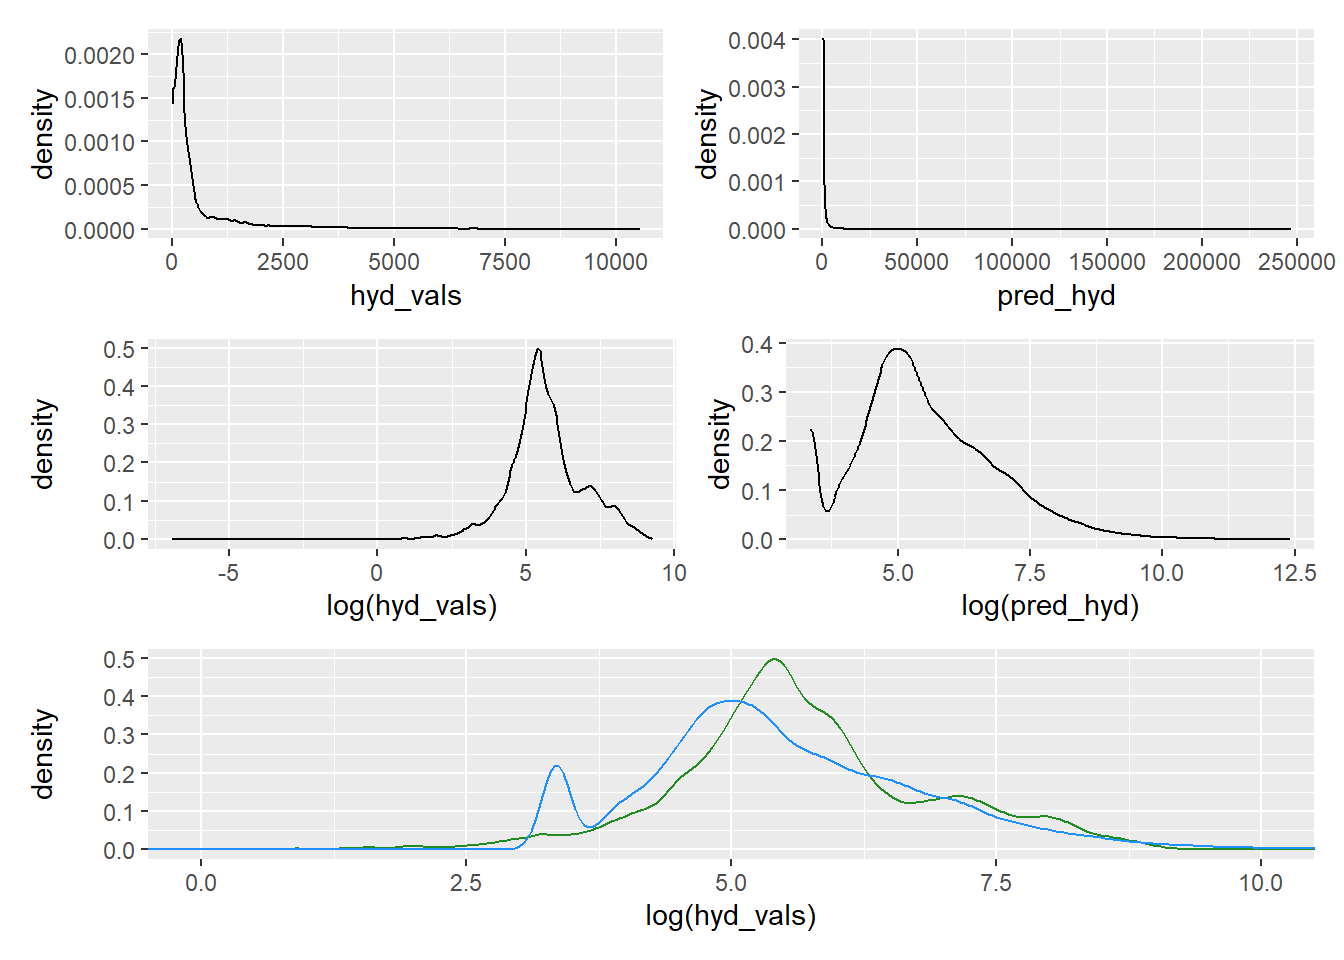 density
0.0020
0.0015
0.0010
0.0005
0.0000
0 2500 5000 7500 10000
hyd_vals
density
0.004
0.003
0.002
0.001
0.000
0 50000 100000 150000 200000 250000
pred_hyd
density
0.5
0.4
0.3
0.2
0.1
0.0
-5 0 5 10
log(hyd_vals)
density
0.4
0.3
0.2
0.1
0.0
5.0 7.5 10.0 12.5
log(pred_hyd)
density
0.5
0.4
0.3
0.2
0.1
0.0
0.0 2.5 5.0 7.5 10.0
log(hyd_vals)